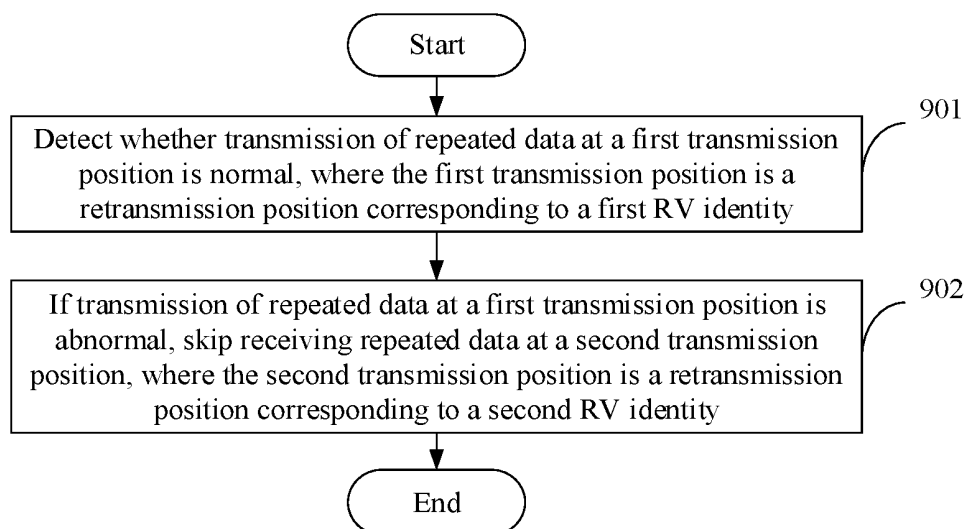 Start
Detect whether transmission of repeated data at a first transmission
position is normal, where the first transmission position is a
retransmission position corresponding to a first RV identity
901
If transmission of repeated data at a first transmission position is
abnormal, skip receiving repeated data at a second transmission
position, where the second transmission position is a retransmission
position corresponding to a second RV identity
902
End